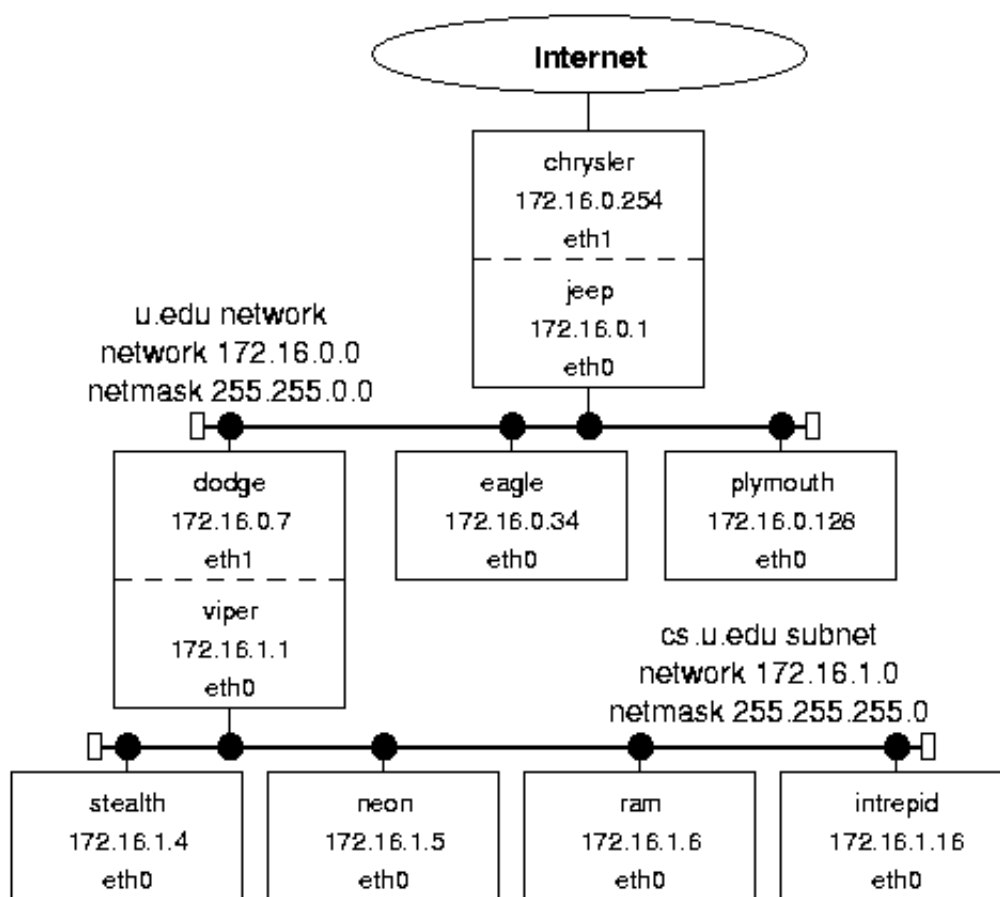 Internet
chrysler
172.16.0.254
eth1
jeep
172.16.0.1
eth0
u.edu network
network 172.16.0.0
netmask 255.255.0.0
dodge
172.16.0.7
eth1
viper
172.16.1.1
eth0
eagle
172.16.0.34
eth0
plymouth
172.16.0.128
eth0
cs.u.edu subnet
network 172.16.1.0
netmask 255.255.255.0
stealth
172.16.1.4
eth0
neon
172.16.1.5
eth0
ram
172.16.1.6
eth0
intrepid
172.16.1.16
eth0